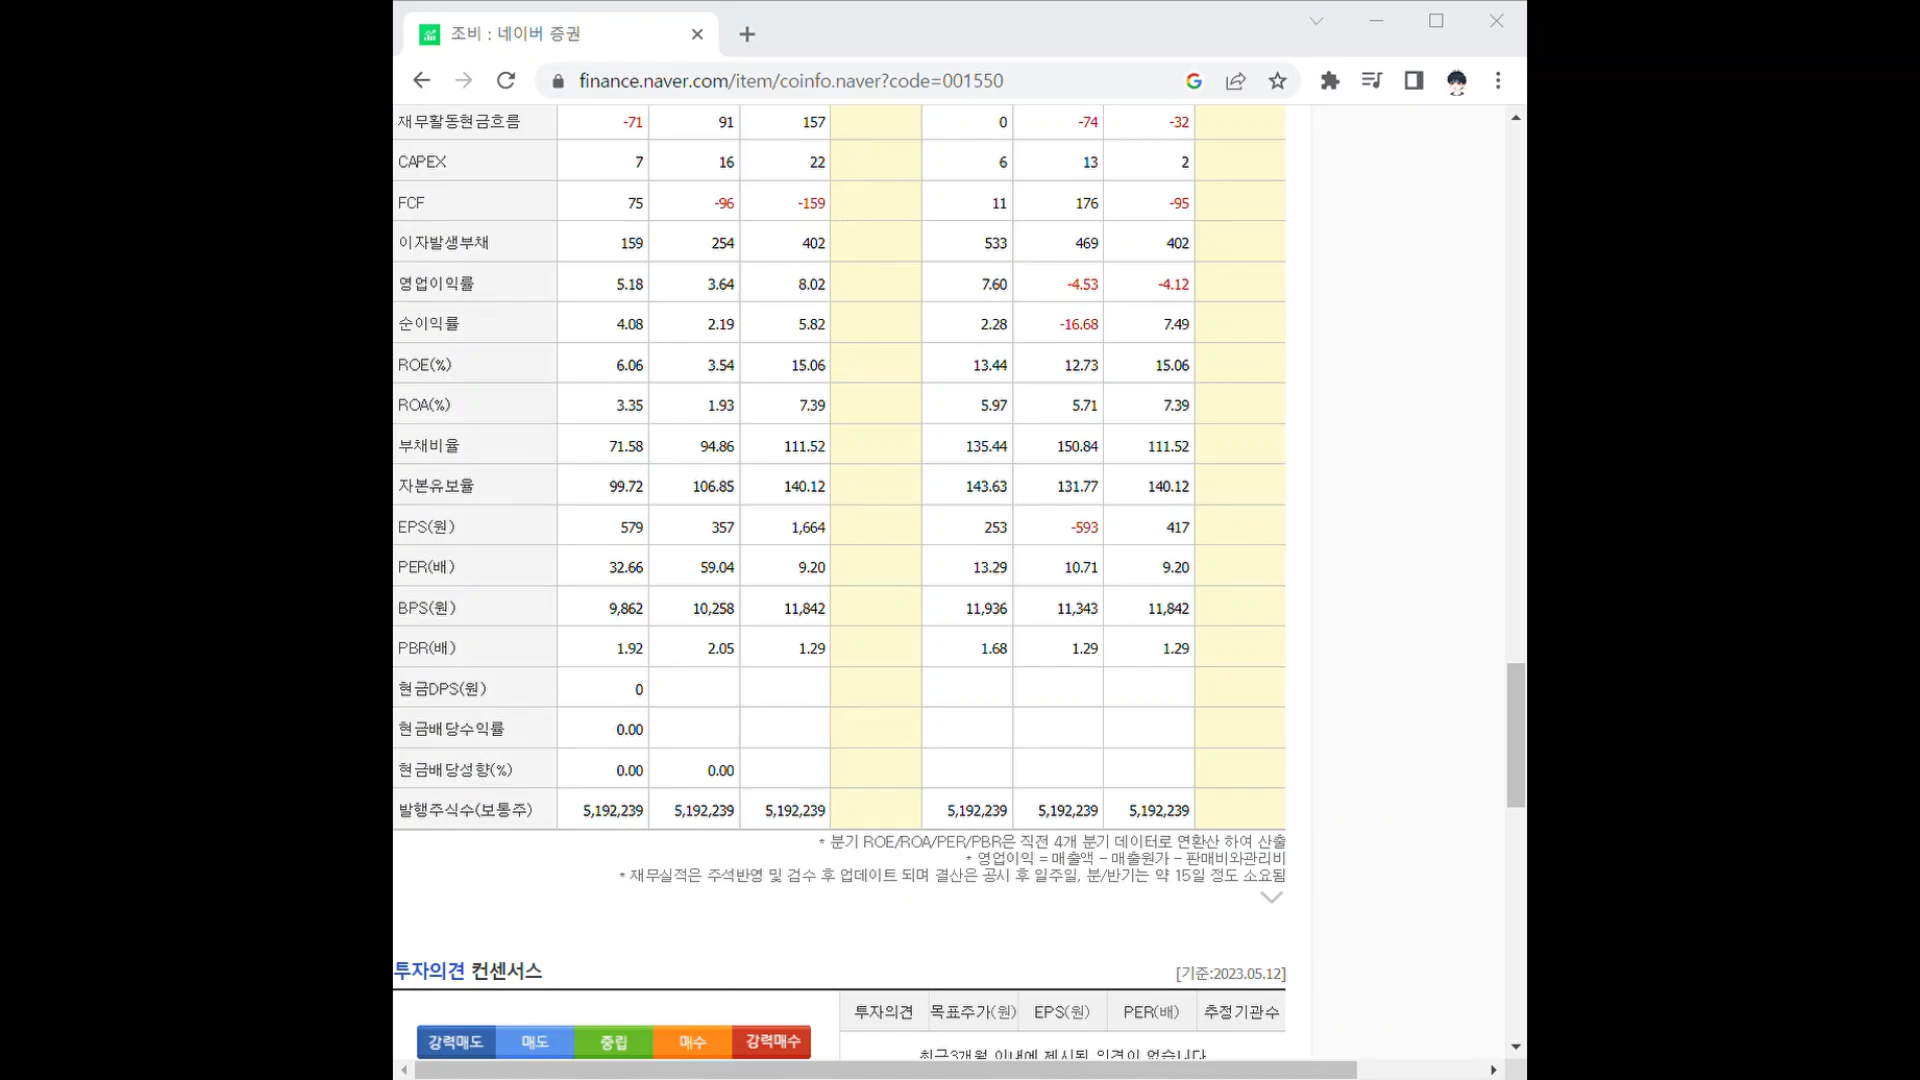 조비 : 네이버 증권
finance.naver.com/item/coinfo.naver?code=001550
재무활동현금흐름 -71 91 157 0 -74 -32
CAPEX 7 16 22 6 13 2
FCF 75 -96 -159 11 176 -95
이자발생부채 159 254 402 533 469 402
영업이익률 5.18 3.64 8.02 7.60 -4.53 -4.12
순이익률 4.08 2.19 5.82 2.28 -16.68 7.49
ROE(%) 6.06 3.54 15.06 13.44 12.73 15.06
ROA(%) 3.35 1.93 7.39 5.97 5.71 7.39
부채비율 71.58 94.86 111.52 135.44 150.84 111.52
자본유보율 99.72 106.85 140.12 143.63 131.77 140.12
EPS(원) 579 357 1,664 253 -593 417
PER(배) 32.66 59.04 9.20 13.29 10.71 9.20
BPS(원) 9,862 10,258 11,842 11,936 11,343 11,842
PBR(배) 1.92 2.05 1.29 1.68 1.29 1.29
현금DPS(원) 0
현금배당수익률 0.00
현금배당성향(%) 0.00 0.00
발행주식수(보통주) 5,192,239 5,192,239 5,192,239 5,192,239 5,192,239 5,192,239
* 분기 ROE/ROA/PER/PBR은 직전 4개 분기 데이터로 연환산 하여 산출
* 영업이익 = 매출액 - 매출원가 - 판매비와관리비
* 재무실적은 주석반영 및 검수 후 업데이트 되며 결산은 공시 후 일주일, 분/반기는 약 15일 정도 소요됨
투자의견 컨센서스 [기준:2023.05.12]
투자의견 목표주가(원) EPS(원) PER(배) 추정기관수
강력매도 매도 중립 매수 강력매수
최근3개월 이내에 제시된 의견이 없습니다